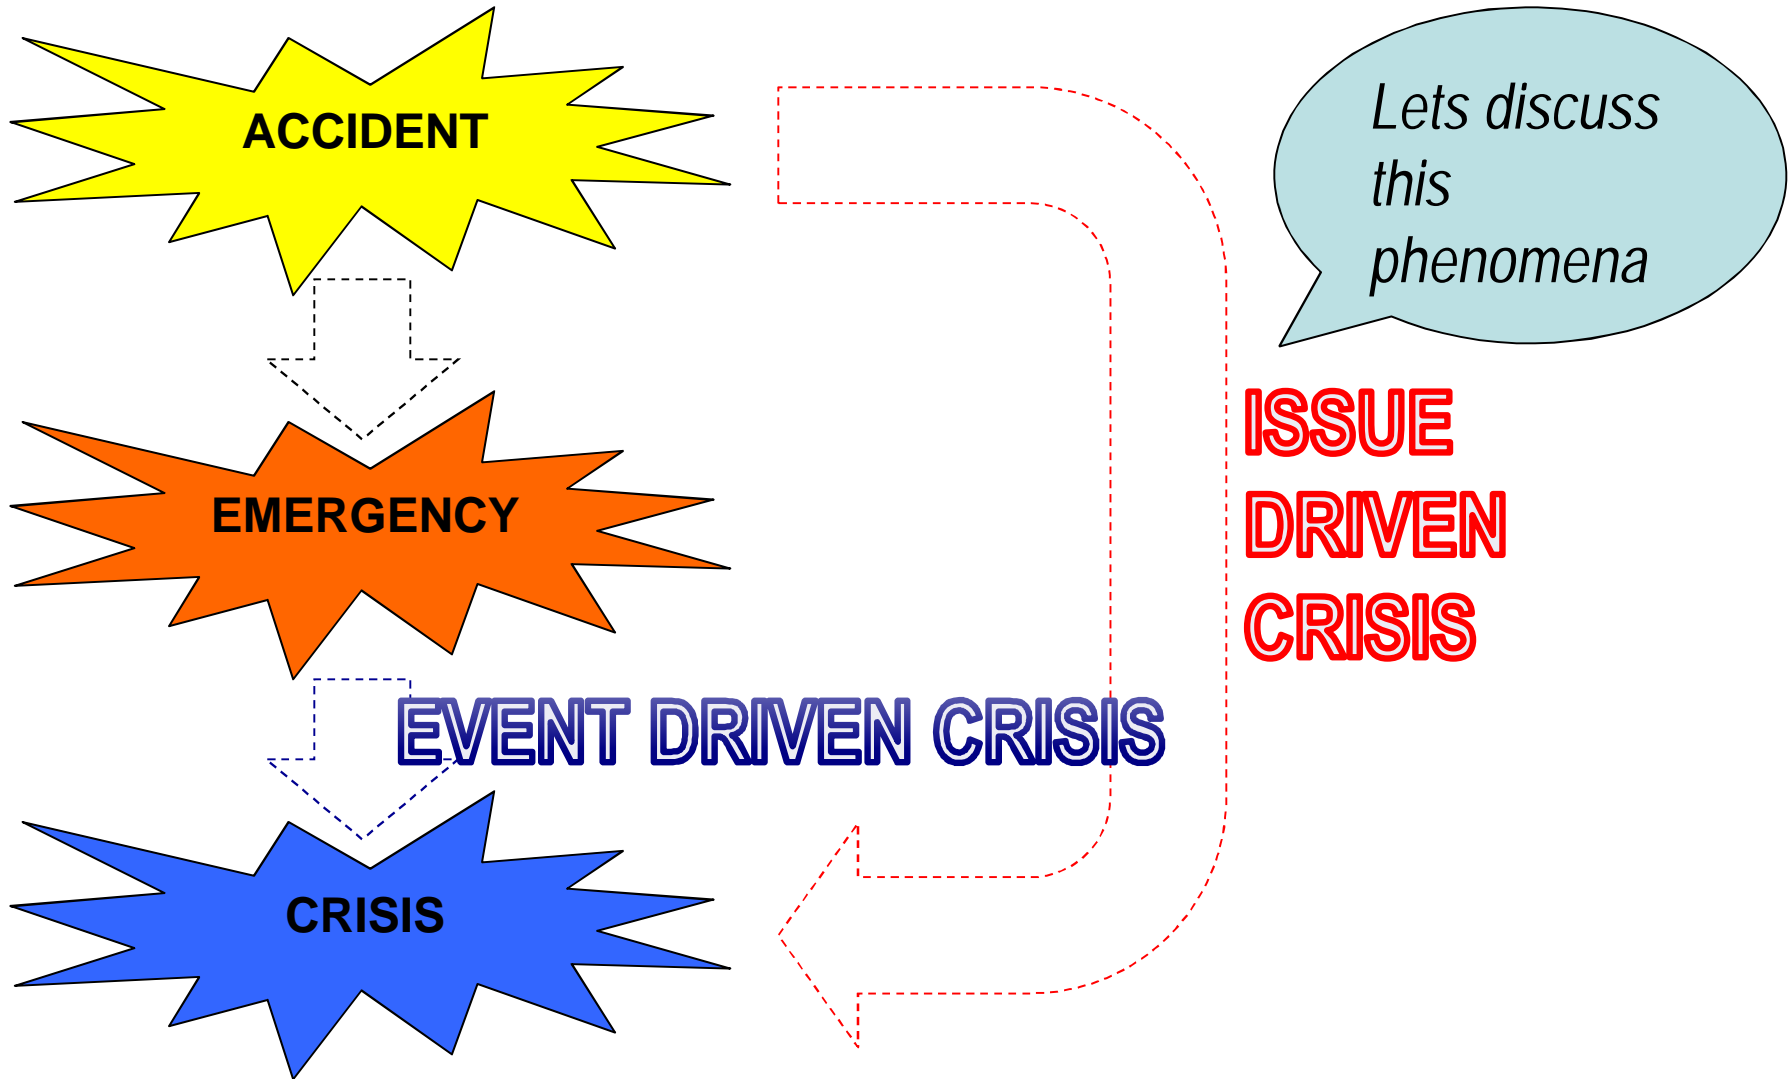 ACCIDENT
Lets discuss
this
phenomena
EMERGENCY
ISSUE
DRIVEN
CRISIS
EVENT DRIVEN CRISIS
CRISIS